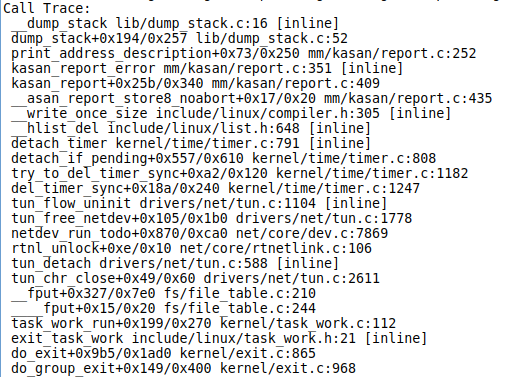 Call Trace:
__dump_stack lib/dump_stack.c:16 [inline]
dump_stack+0x194/0x257 lib/dump_stack.c:52
print_address_description+0x73/0x250 mm/kasan/report.c:252
kasan_report_error mm/kasan/report.c:351 [inline]
kasan_report+0x25b/0x340 mm/kasan/report.c:409
__asan_report_store8_noabort+0x17/0x20 mm/kasan/report.c:435
__write_once_size include/linux/compiler.h:305 [inline]
__hlist_del include/linux/list.h:648 [inline]
detach_timer kernel/time/timer.c:791 [inline]
detach_if_pending+0x557/0x610 kernel/time/timer.c:808
try_to_del_timer_sync+0xa2/0x120 kernel/time/timer.c:1182
del_timer_sync+0x18a/0x240 kernel/time/timer.c:1247
tun_flow_uninit drivers/net/tun.c:1104 [inline]
tun_free_netdev+0x105/0x1b0 drivers/net/tun.c:1778
netdev_run_todo+0x870/0xca0 net/core/dev.c:7869
rtnl_unlock+0xe/0x10 net/core/rtnetlink.c:106
tun_detach drivers/net/tun.c:588 [inline]
tun_chr_close+0x49/0x60 drivers/net/tun.c:2611
__fput+0x327/0x7e0 fs/file_table.c:210
____fput+0x15/0x20 fs/file_table.c:244
task_work_run+0x199/0x270 kernel/task_work.c:112
exit_task_work include/linux/task_work.h:21 [inline]
do_exit+0x9b5/0x1ad0 kernel/exit.c:865
do_group_exit+0x149/0x400 kernel/exit.c:968